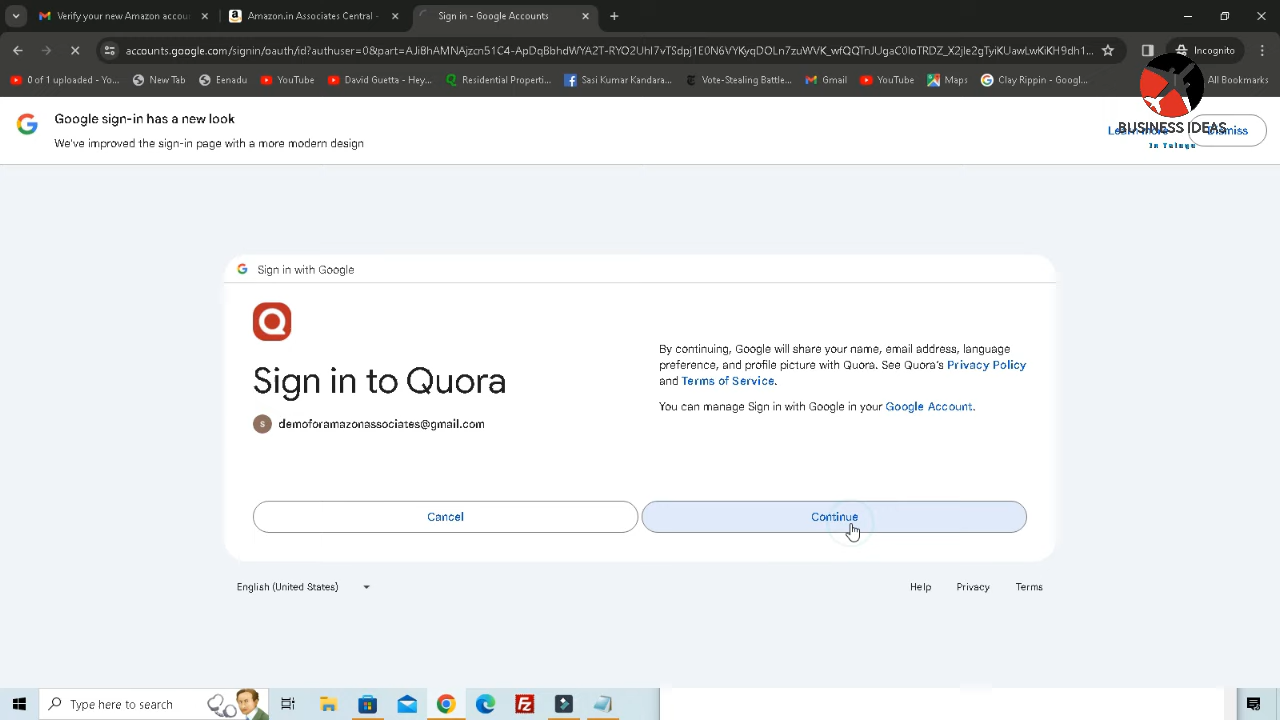 Verify your new Amazon accou
Amazon.in Associates Central -
Sign in - Google Accounts
accounts.google.com/signin/oauth/id?authuser=0&part=
Incognito
0 of 1 uploaded - Yo...
New Tab
Eenadu
YouTube
David Guetta - Hey...
Residential Properti...
Sasi Kumar Kandara...
Vote-Stealing Battle...
Gmail
YouTube
Maps
Clay Rippin - Googl...
All Bookmarks
Google sign-in has a new look
We've improved the sign-in page with a more modern design
Learn more
Dismiss
BUSINESS IDEAS
In Telugu
Sign in with Google
Sign in to Quora
S
demoforamazonassociates@gmail.com
By continuing, Google will share your name, email address, language
preference, and profile picture with Quora. See Quora's Privacy Policy
and Terms of Service.
You can manage Sign in with Google in your Google Account.
Cancel
Continue
English (United States)
Help
Privacy
Terms
Type here to search